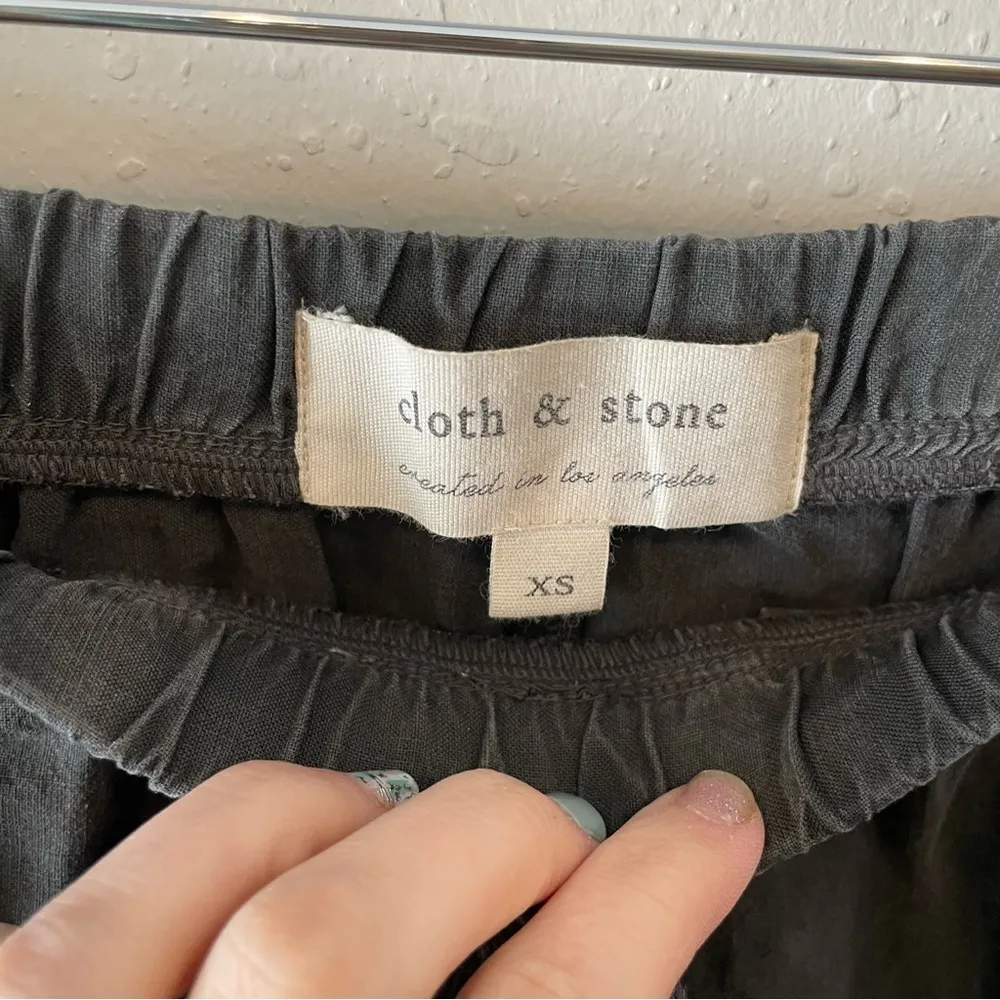 cloth & stone
created in los angeles
XS